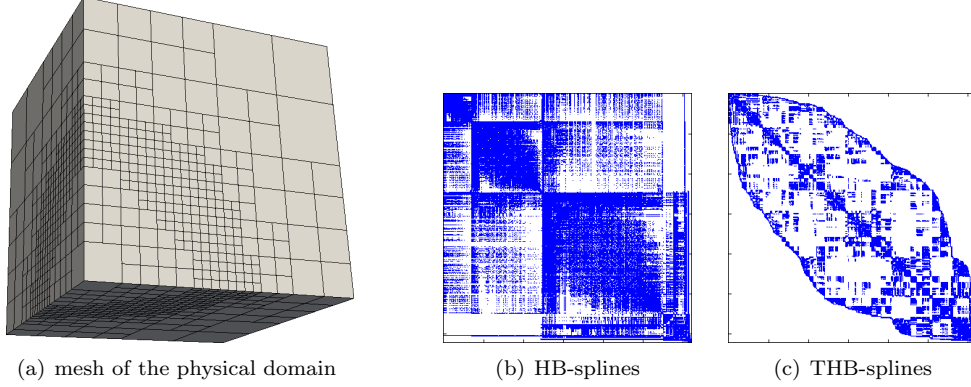 (a) mesh of the physical domain
(b) HB-splines
(c) THB-splines